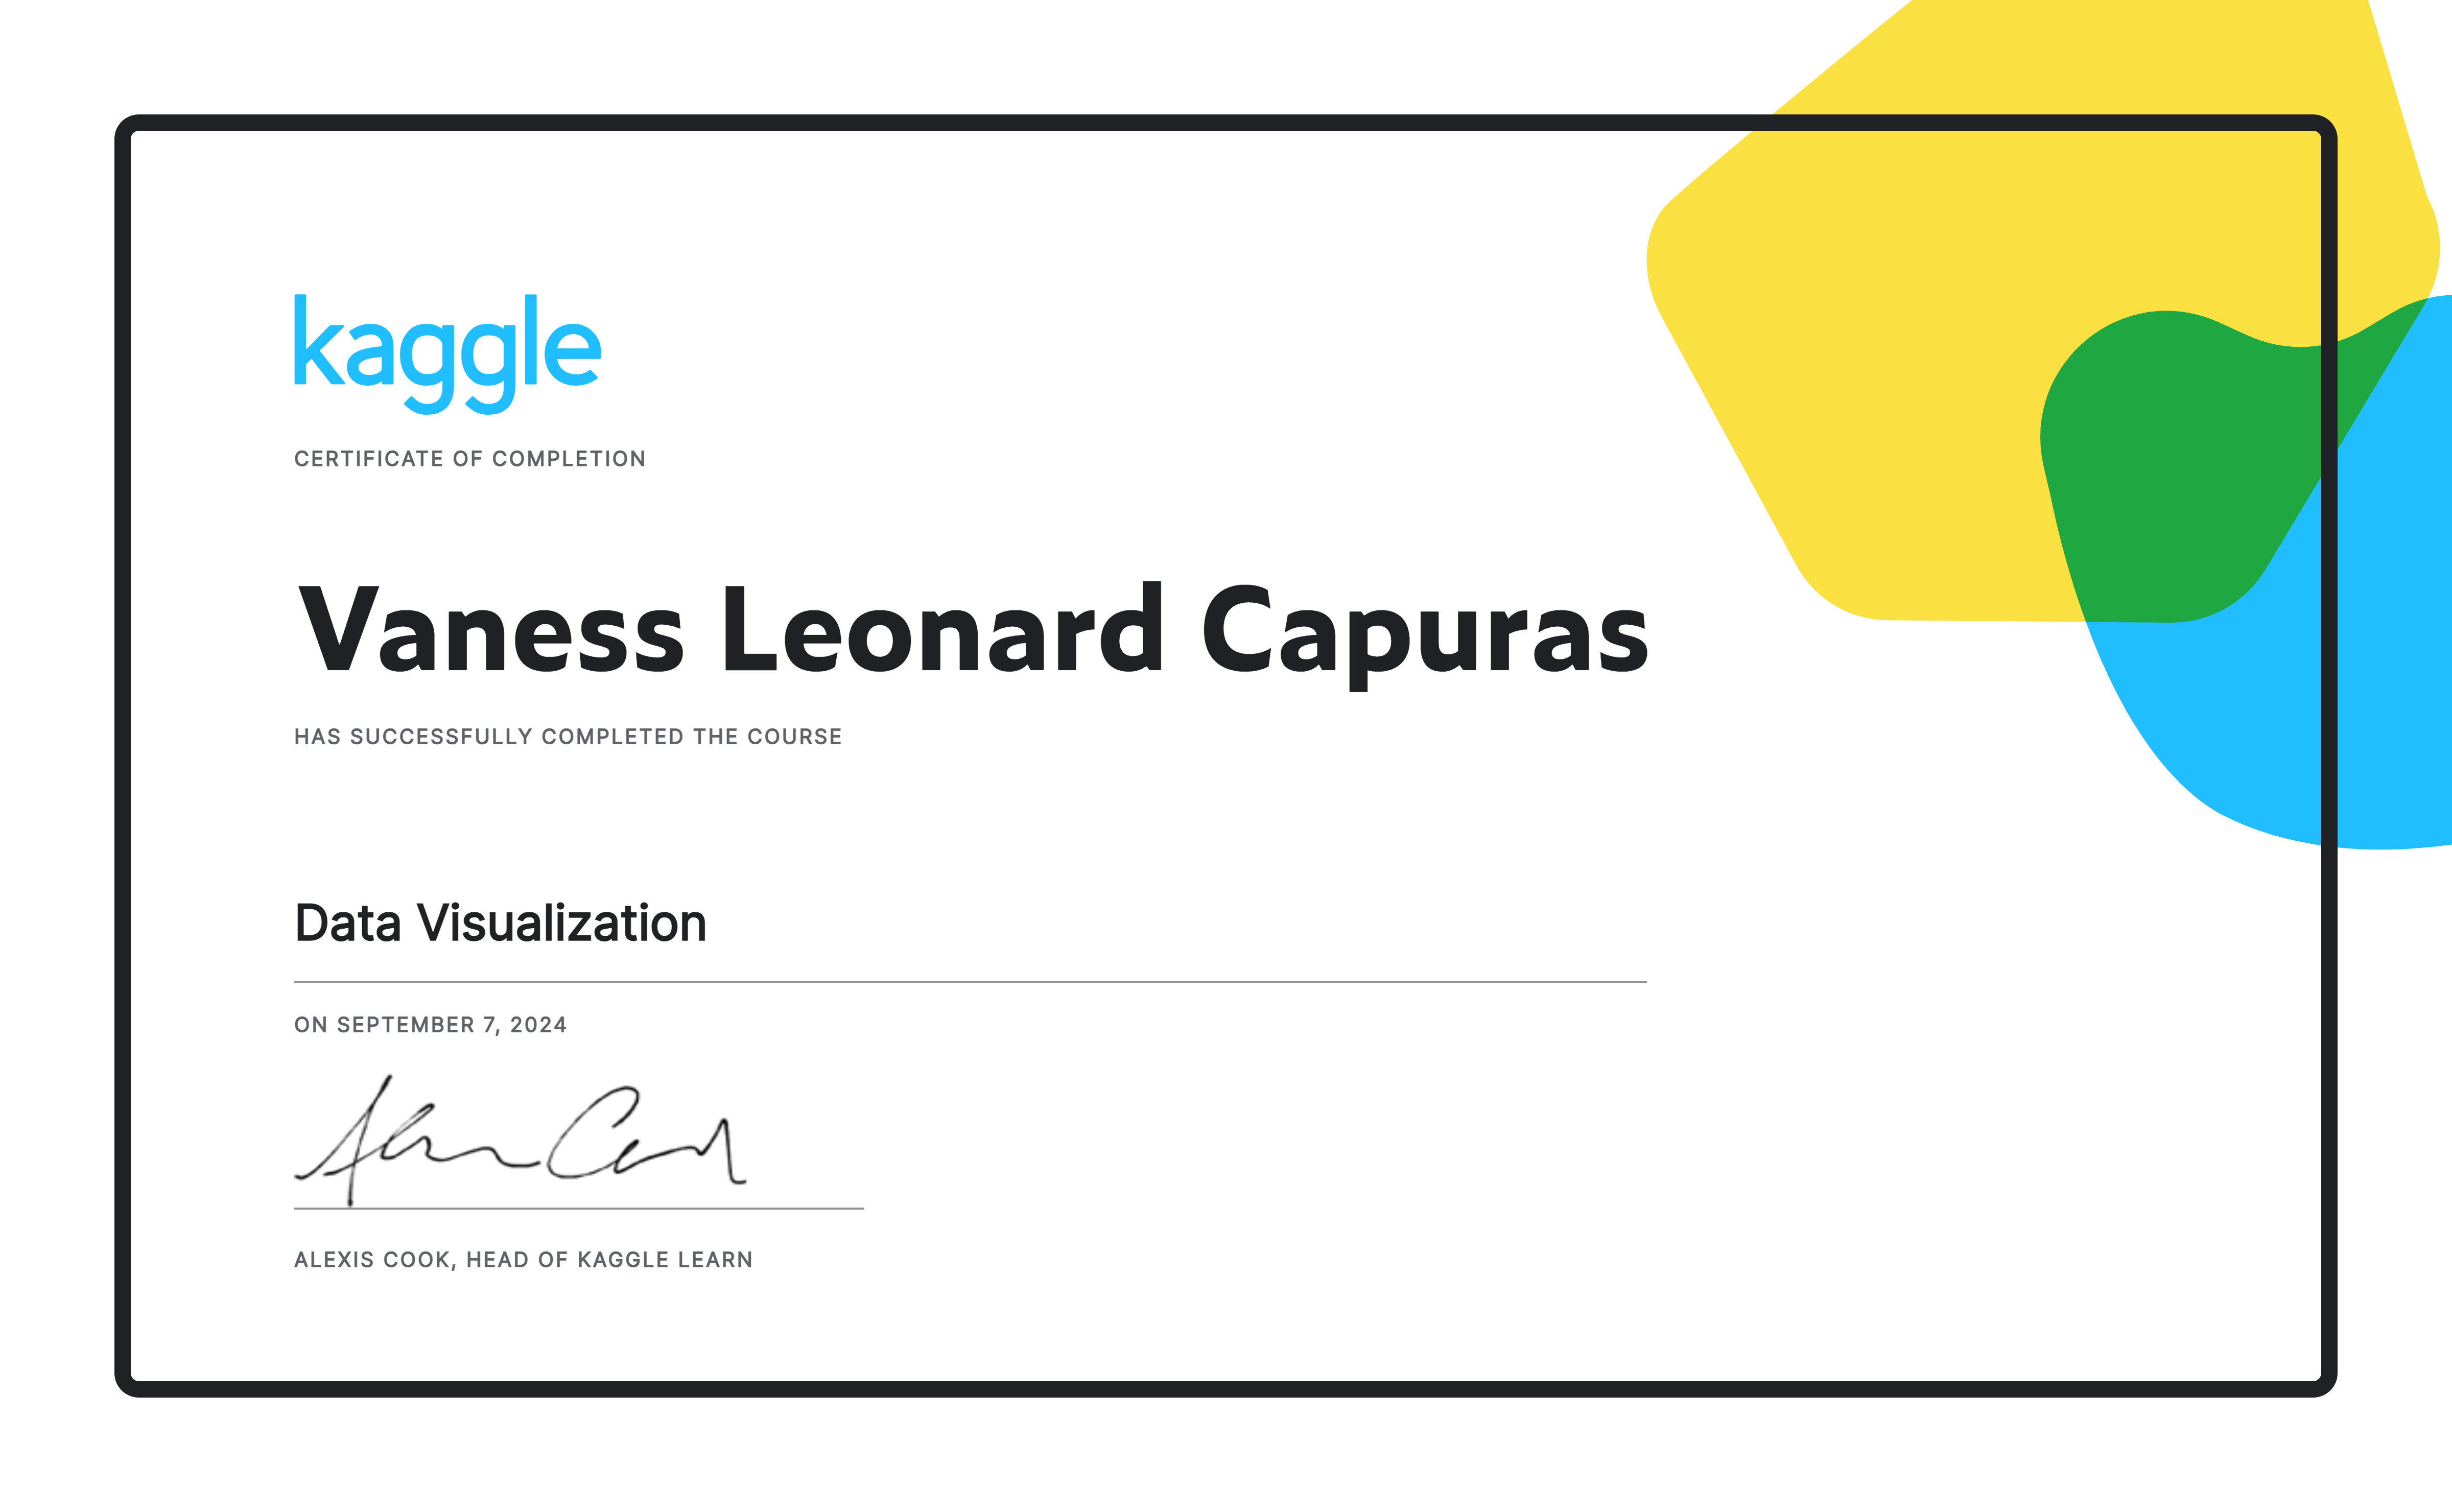 kaggle
CERTIFICATE OF COMPLETION
Vaness Leonard Capuras
HAS SUCCESSFULLY COMPLETED THE COURSE
Data Visualization
ON SEPTEMBER 7, 2024
ALEXIS COOK, HEAD OF KAGGLE LEARN